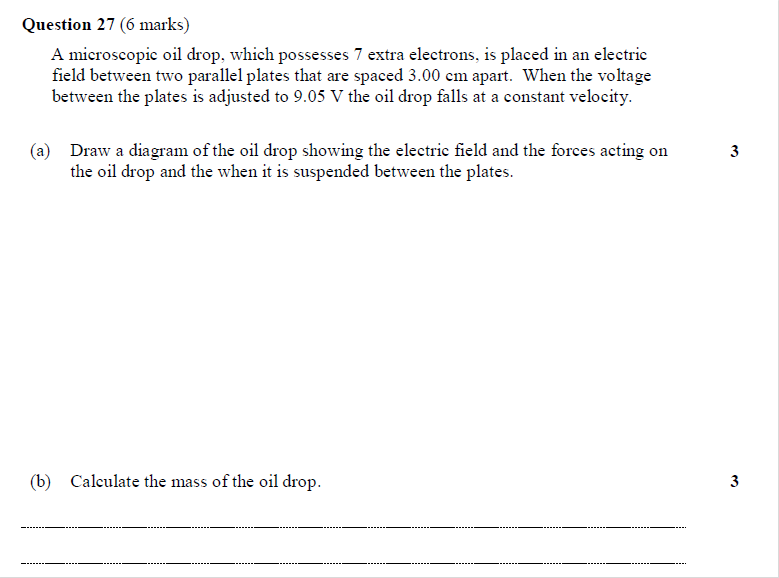 Question 27 (6 marks)
A microscopic oil drop, which possesses 7 extra electrons, is placed in an electric
field between two parallel plates that are spaced 3.00 cm apart. When the voltage
between the plates is adjusted to 9.05 V the oil drop falls at a constant velocity.
(a) Draw a diagram of the oil drop showing the electric field and the forces acting on 3
the oil drop and the when it is suspended between the plates.
(b) Calculate the mass of the oil drop. 3